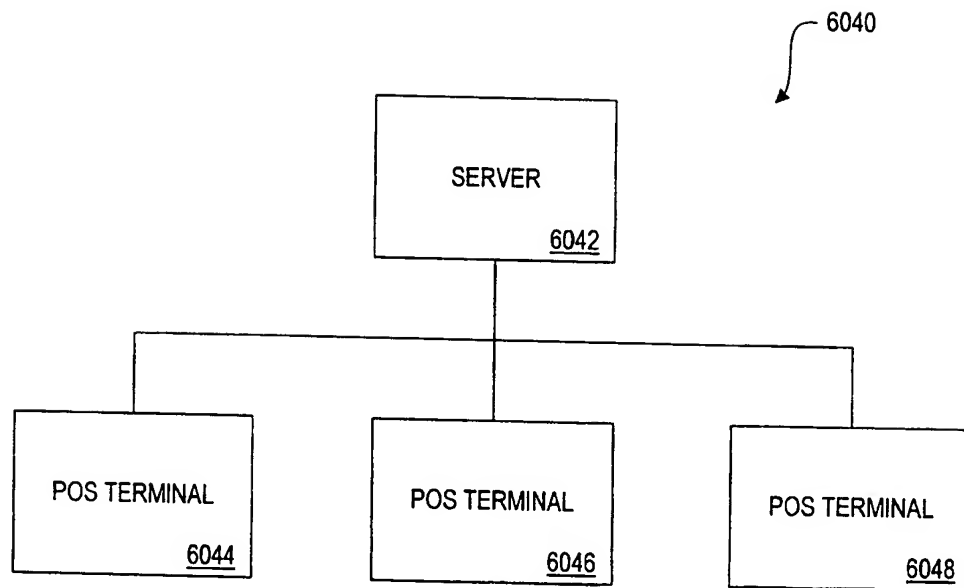 6040
SERVER
6042
POS TERMINAL
6044
POS TERMINAL
6046
POS TERMINAL
6048